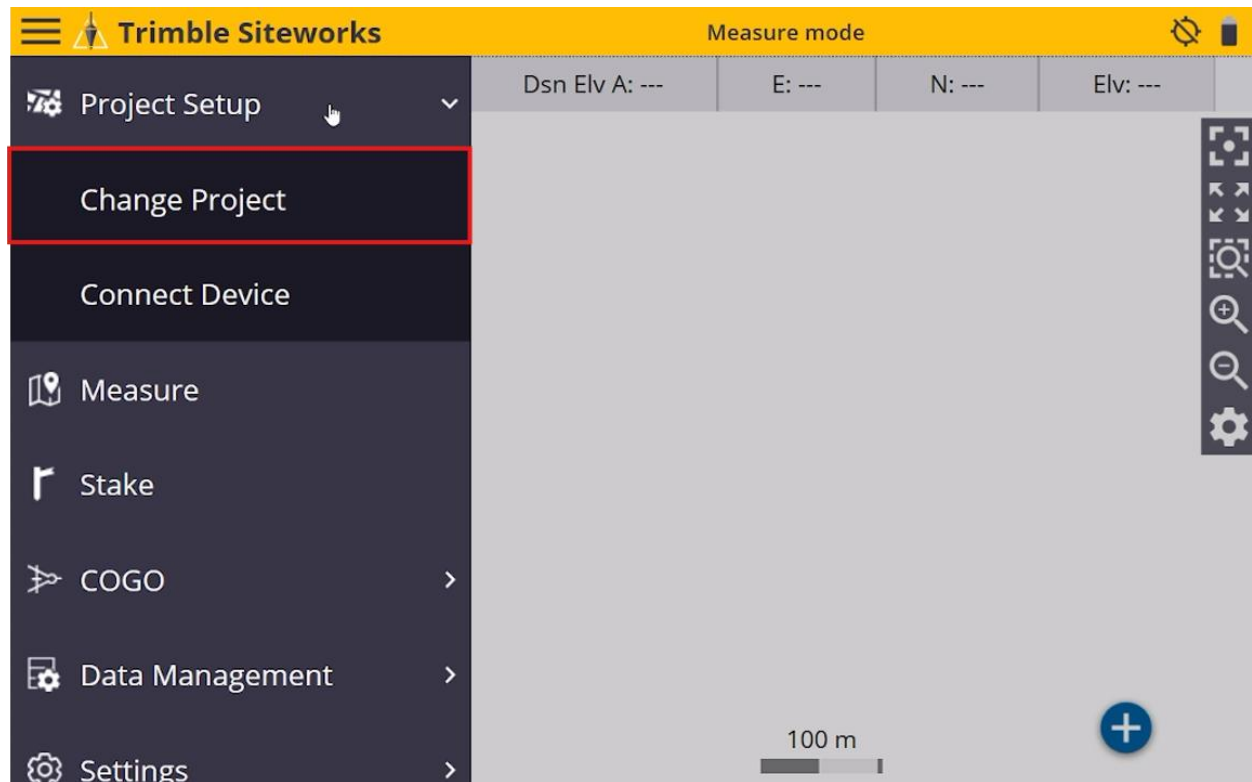 Trimble Siteworks
Measure mode
Project Setup
Dsn Elv A: --- E: --- N: --- Elv: ---
Change Project
Connect Device
Measure
Stake
COGO
Data Management
100 m
Settings